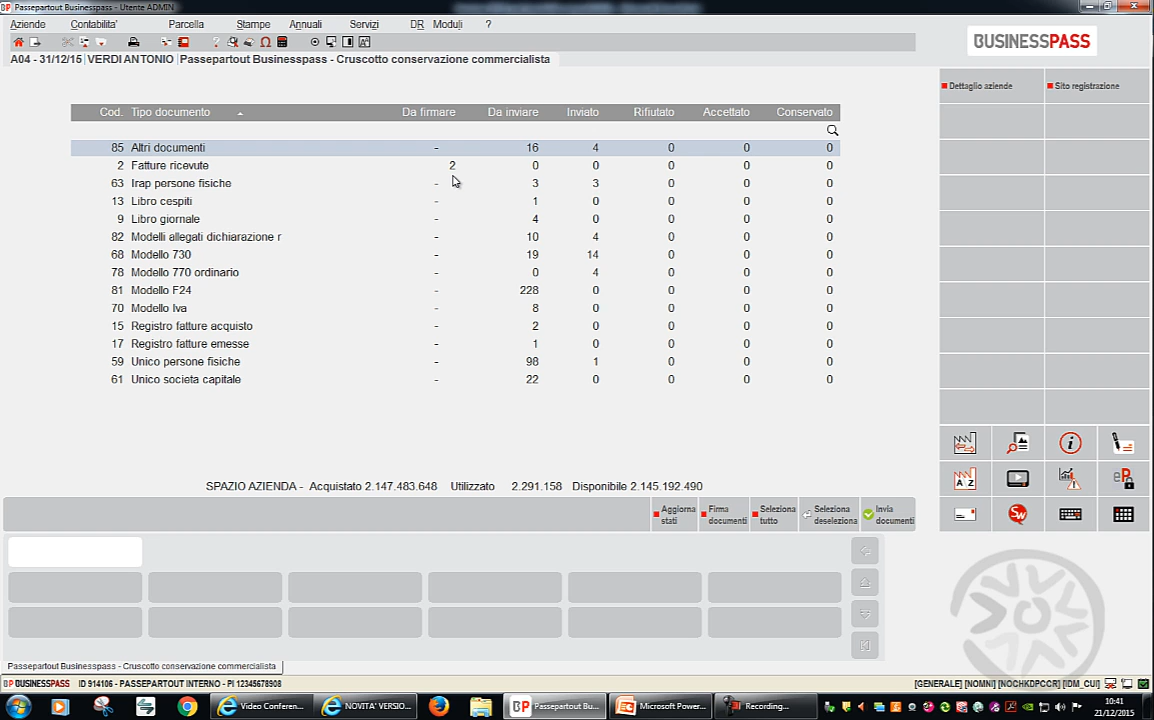 Passepartout Businesspass - Utente ADMIN
Aziende Contabilita' Parcella Stampe Annuali Servizi DR Moduli ?
BUSINESSPASS
A04 - 31/12/15 VERDI ANTONIO Passepartout Businesspass - Cruscotto conservazione commercialista
Dettaglio aziende Sito registrazione
Cod. Tipo documento Da firmare Da inviare Inviato Rifiutato Accettato Conservato
85 Altri documenti - 16 4 0 0 0
2 Fatture ricevute 2 0 0 0 0 0
63 Irap persone fisiche - 3 3 0 0 0
13 Libro cespiti - 1 0 0 0 0
9 Libro giornale - 4 0 0 0 0
82 Modelli allegati dichiarazione r - 10 4 0 0 0
68 Modello 730 - 19 14 0 0 0
78 Modello 770 ordinario - 0 4 0 0 0
81 Modello F24 - 228 0 0 0 0
70 Modello Iva - 8 0 0 0 0
15 Registro fatture acquisto - 2 0 0 0 0
17 Registro fatture emesse - 1 0 0 0 0
59 Unico persone fisiche - 98 1 0 0 0
61 Unico societa capitale - 22 0 0 0 0
SPAZIO AZIENDA - Acquistato 2.147.483.648 Utilizzato 2.291.158 Disponibile 2.145.192.490
Aggiorna stati
Firma documenti
Seleziona tutto
Seleziona deseleziona
Invia documenti
Passepartout Businesspass - Cruscotto conservazione commercialista
BUSINESSPASS ID 914106 - PASSEPARTOUT INTERNO - PI 12345678908
[GENERALE] [NOMNI] [NOCHKDPCCR] [IDM_CUI]
Video Conferen... NOVITA' VERSIO... Passepartout Bu... Microsoft Power... Recording...
10:41
21/12/2015